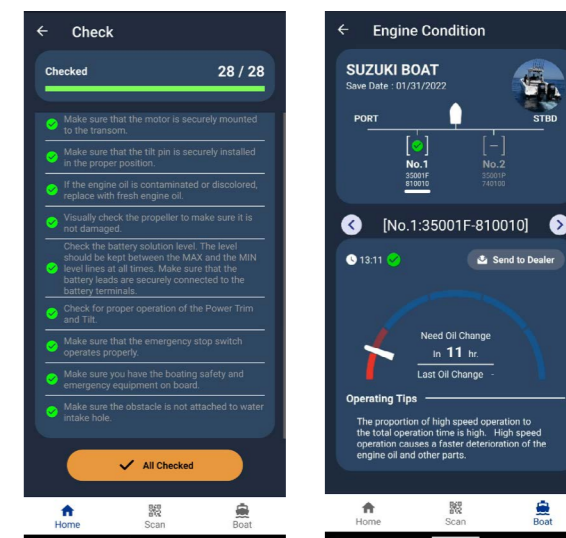 Check
Checked 28 / 28
Make sure that the motor is securely mounted
to the transom.
Make sure that the tilt pin is securely installed
in the proper position.
If the engine oil is contaminated or discolored,
replace with fresh engine oil.
Visually check the propeller to make sure it is
not damaged.
Check the battery solution level. The level
should be kept between the MAX and the MIN
level lines at all times. Make sure that the
battery leads are securely connected to the
battery terminals.
Check for proper operation of the Power Trim
and Tilt.
Make sure that the emergency stop switch
operates properly.
Make sure you have the boating safety and
emergency equipment on board.
Make sure the obstacle is not attached to water
intake hole.
All Checked
Home Scan Boat
Engine Condition
SUZUKI BOAT
Save Date : 01/31/2022
PORT STBD
No.1 No.2
35001F 35001P
810010 740100
[No.1:35001F-810010]
13:11 Send to Dealer
Need Oil Change
In 11 hr.
Last Oil Change -
Operating Tips
The proportion of high speed operation to
the total operation time is high. High speed
operation causes a faster deterioration of the
engine oil and other parts.
Home Scan Boat